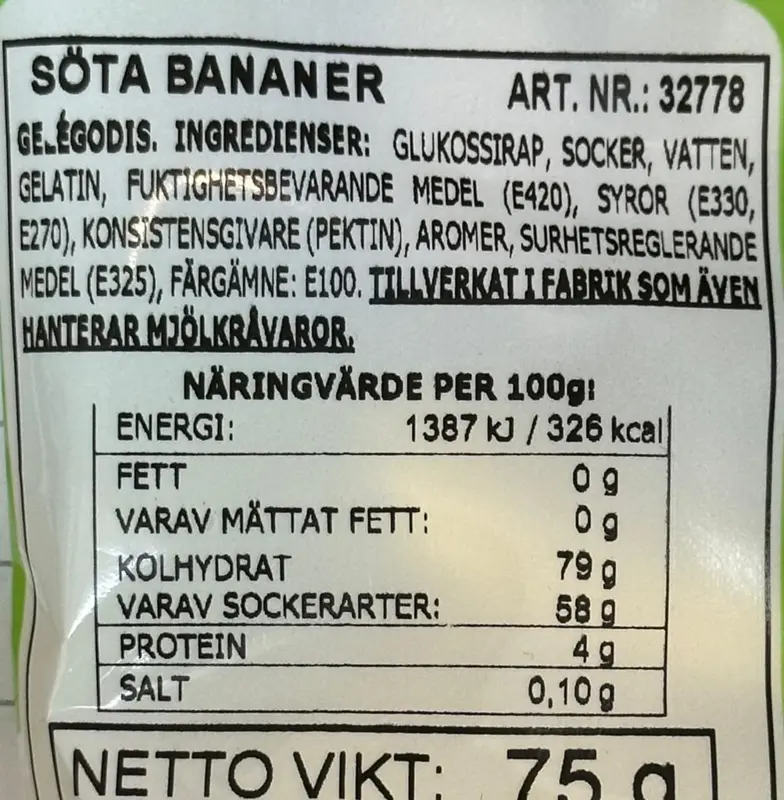 SÖTA BANANER ART. NR.: 32778
GELÉGODIS. INGREDIENSER: GLUKOSSIRAP, SOCKER, VATTEN,
GELATIN, FUKTIGHETSBEVARANDE MEDEL (E420), SYROR (E330,
E270), KONSISTENSGIVARE (PEKTIN), AROMER, SURHETSREGLERANDE
MEDEL (E325), FÄRGÄMNE: E100. TILLVERKAT I FABRIK SOM ÄVEN
HANTERAR MJÖLKRÅVAROR.
NÄRINGVÄRDE PER 100g:
ENERGI: 1387 kJ / 326 kcal
FETT 0 g
VARAV MÄTTAT FETT: 0 g
KOLHYDRAT 79 g
VARAV SOCKERARTER: 58 g
PROTEIN 4 g
SALT 0,10 g
NETTO VIKT: 75 g